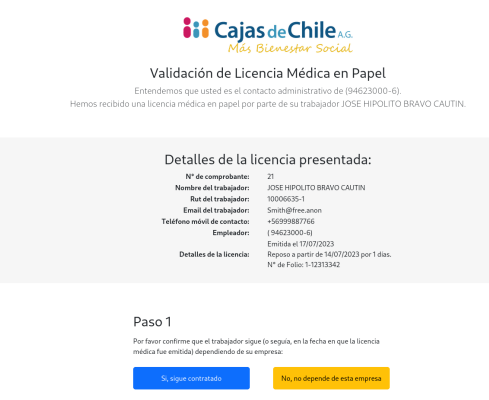 Cajas de Chile A.G.
Más Bienestar Social
Validación de Licencia Médica en Papel
Entendemos que usted es el contacto administrativo de (94623000-6).
Hemos recibido una licencia médica en papel por parte de su trabajador JOSE HIPOLITO BRAVO CAUTIN.
Detalles de la licencia presentada:
N° de comprobante: 21
Nombre del trabajador: JOSE HIPOLITO BRAVO CAUTIN
Rut del trabajador: 10006635-1
Email del trabajador: Smith@free.anon
Teléfono móvil de contacto: +56999887766
Empleador: ( 94623000-6)
Emitida el 17/07/2023
Detalles de la licencia: Reposo a partir de 14/07/2023 por 1 días.
N° de Folio: 1-12313342
Paso 1
Por favor confirme que el trabajador sigue (o seguía, en la fecha en que la licencia
médica fue emitida) dependiendo de su empresa:
Si, sigue contratado
No, no depende de esta empresa